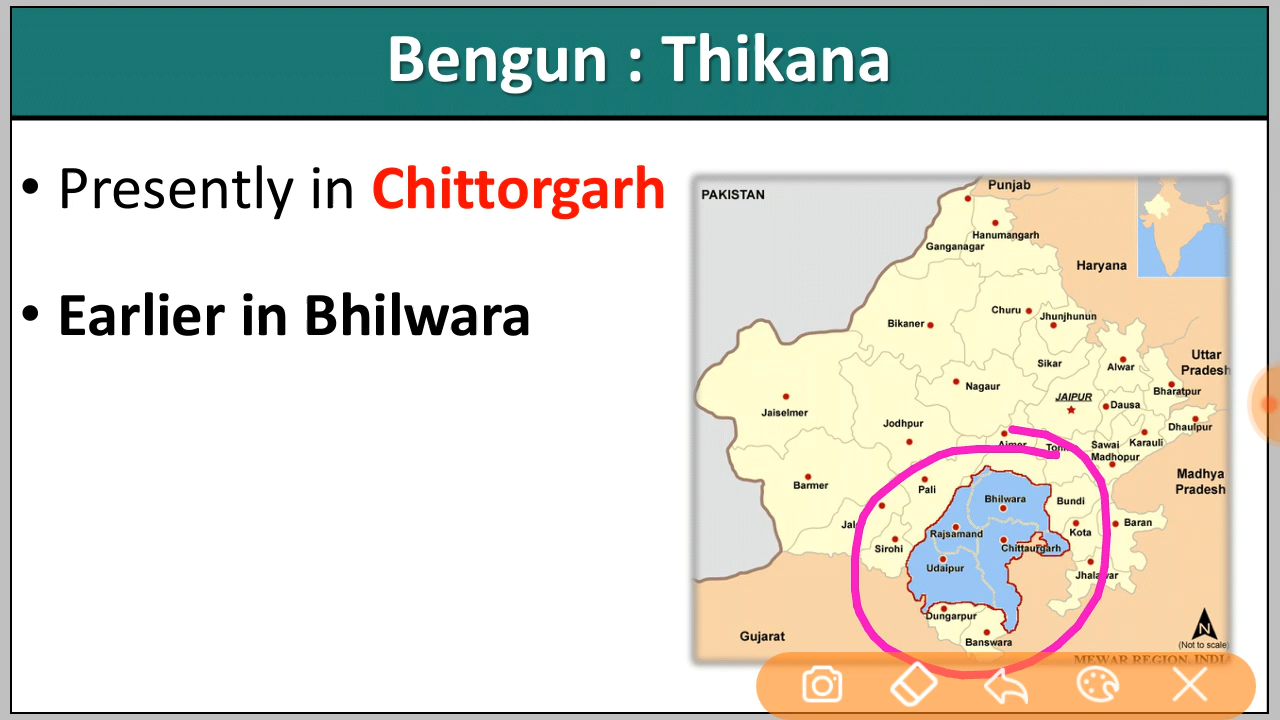 Bengun : Thikana
• Presently in Chittorgarh
• Earlier in Bhilwara
PAKISTAN
Punjab
Hanumangarh
Ganganagar
Haryana
Churu
Jhunjhunun
Bikaner
Sikar
Alwar
Uttar
Pradesh
Nagaur
Bharatpur
JAIPUR
Dausa
Jaiselmer
Jodhpur
Dhaulpur
Sawai
Madhopur
Karauli
Madhya
Pradesh
Barmer
Pali
Bhilwara
Bundi
Baran
Rajsamand
Kota
Sirohi
Chittaurgarh
Udaipur
Dungarpur
Banswara
Gujarat
N
(Not to scale)
MEWAR REGION,